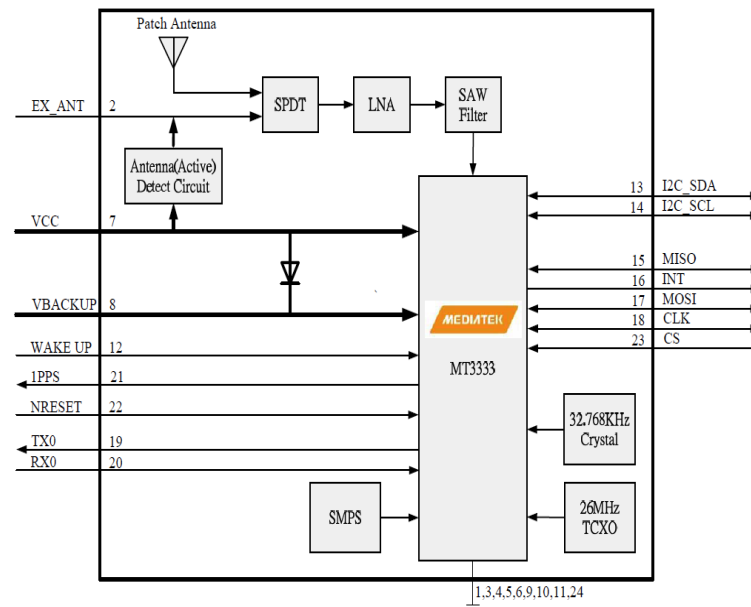 Patch Antenna
EX_ANT 2
SPDT
LNA
SAW
Filter
Antenna(Active)
Detect Circuit
VCC 7
VBACKUP 8
WAKE UP 12
1PPS 21
NRESET 22
TX0 19
RX0 20
SMPS
MEDIATEK
MT3333
13 I2C_SDA
14 I2C_SCL
15 MISO
16 INT
17 MOSI
18 CLK
23 CS
32.768KHz
Crystal
26MHz
TCXO
1,3,4,5,6,9,10,11,24